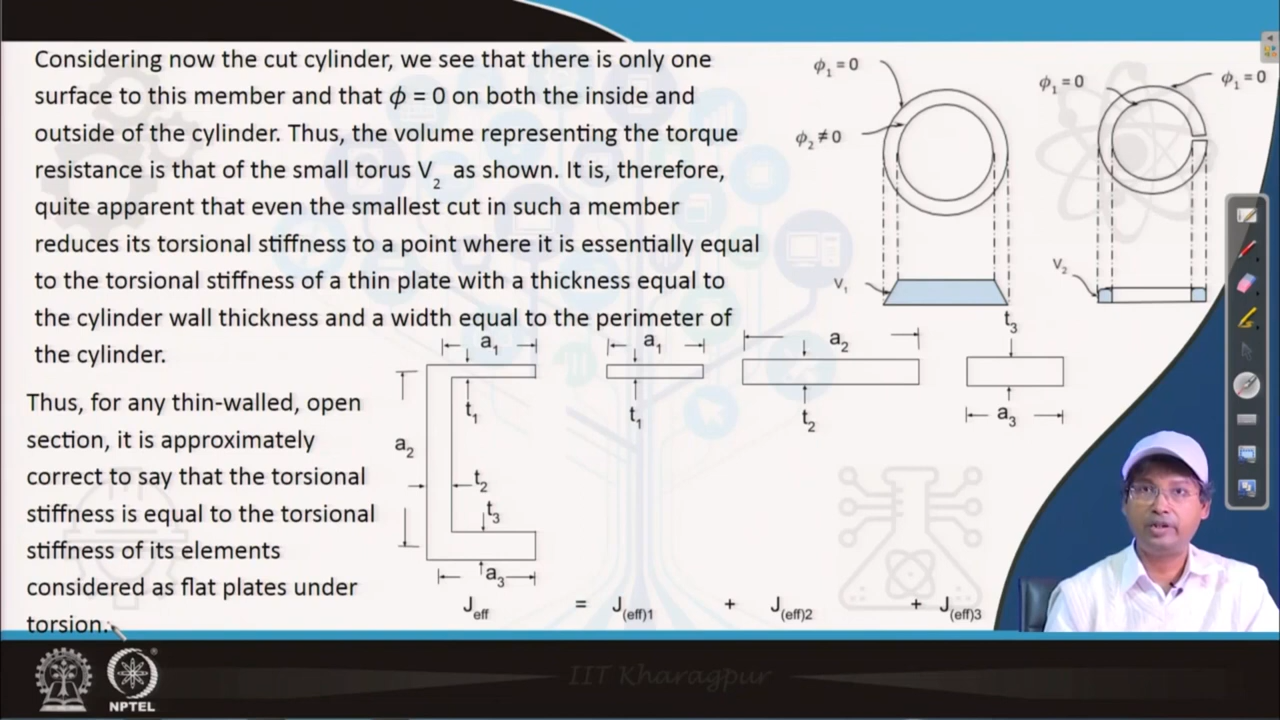 Considering now the cut cylinder, we see that there is only one
surface to this member and that ϕ = 0 on both the inside and
outside of the cylinder. Thus, the volume representing the torque
resistance is that of the small torus V₂ as shown. It is, therefore,
quite apparent that even the smallest cut in such a member
reduces its torsional stiffness to a point where it is essentially equal
to the torsional stiffness of a thin plate with a thickness equal to
the cylinder wall thickness and a width equal to the perimeter of
the cylinder.
Thus, for any thin-walled, open
section, it is approximately
correct to say that the torsional
stiffness is equal to the torsional
stiffness of its elements
considered as flat plates under
torsion.
ϕ₁ = 0
ϕ₂ ≠ 0
V₁
ϕ₁ = 0
ϕ₁ = 0
V₂
a₁
t₁
a₂
t₂
t₃
a₃
a₁
t₁
a₂
t₂
t₃
a₃
J_eff = J_(eff)1 + J_(eff)2 + J_(eff)3
IIT Kharagpur
NPTEL